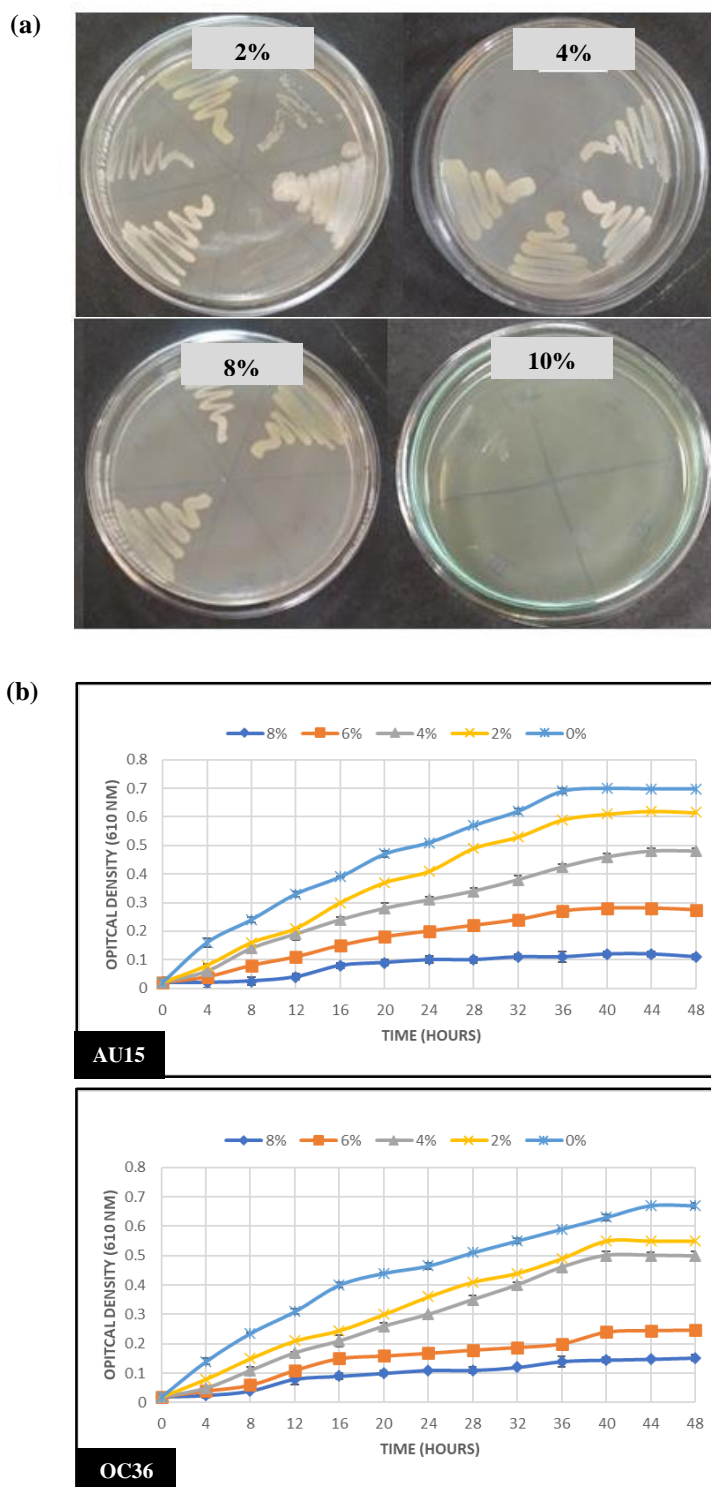 (a)
2%
4%
8%
10%
(b)
8% 6% 4% 2% 0%
OPITCAL DENSITY (610 NM)
0.8
0.7
0.6
0.5
0.4
0.3
0.2
0.1
0
0 4 8 12 16 20 24 28 32 36 40 44 48
TIME (HOURS)
AU15
8% 6% 4% 2% 0%
OPITCAL DENSITY (610 NM)
0.8
0.7
0.6
0.5
0.4
0.3
0.2
0.1
0
0 4 8 12 16 20 24 28 32 36 40 44 48
TIME (HOURS)
OC36